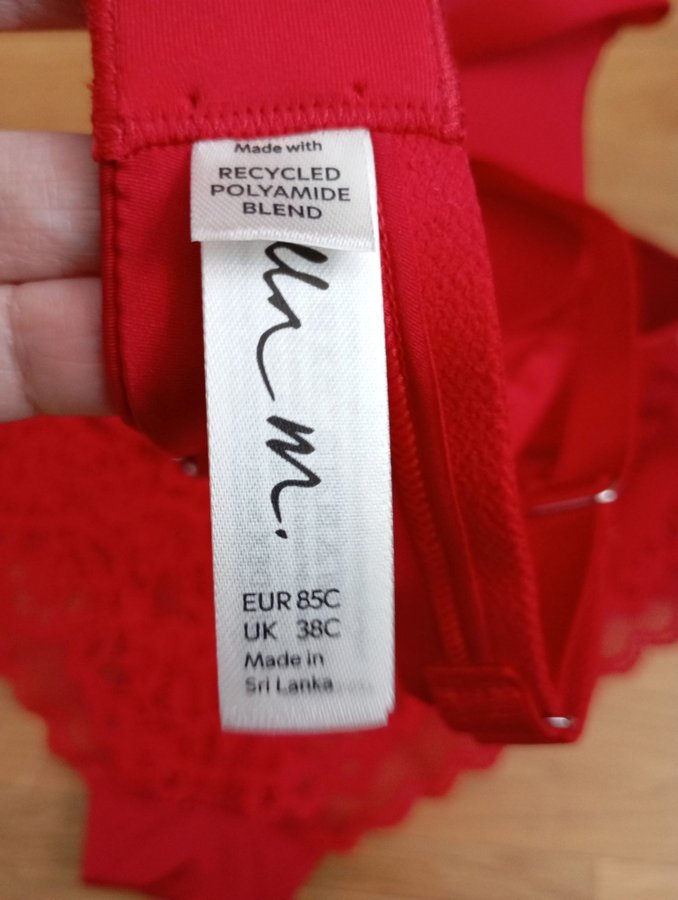 Made with
RECYCLED
POLYAMIDE
BLEND
m.
EUR 85C
UK 38C
Made in
Sri Lanka